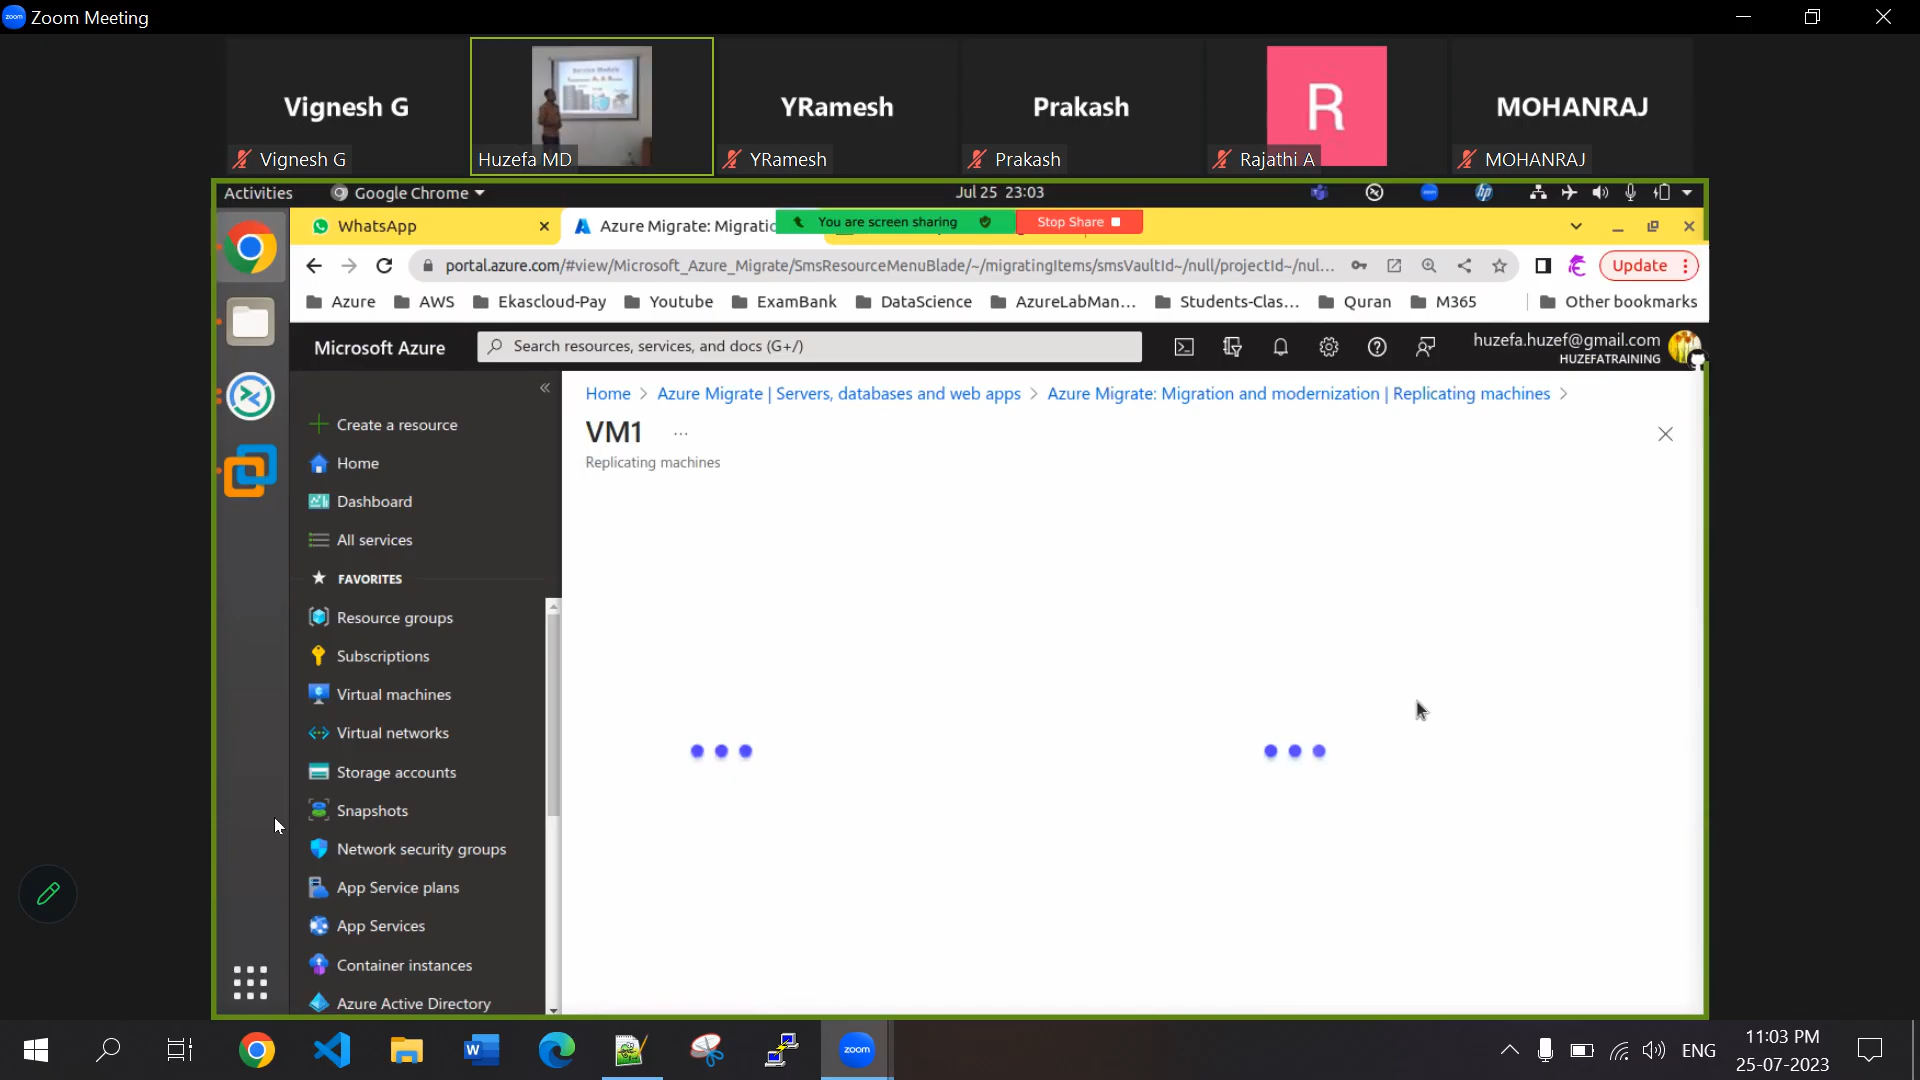 Zoom Meeting
Vignesh G
YRamesh
Prakash
R
MOHANRAJ
Vignesh G
Huzefa MD
YRamesh
Prakash
Rajathi A
MOHANRAJ
Activities
Google Chrome
Jul 25 23:03
WhatsApp
Azure Migrate: Migratio
You are screen sharing
Stop Share
portal.azure.com/#view/Microsoft_Azure_Migrate/SmsResourceMenuBlade/~/migratingItems/smsVaultId~/null/projectId~/nul...
Update
Azure
AWS
Ekascloud-Pay
Youtube
ExamBank
DataScience
AzureLabMan...
Students-Clas...
Quran
M365
Other bookmarks
Microsoft Azure
Search resources, services, and docs (G+/)
huzefa.huzef@gmail.com
HUZEFATRAINING
Home > Azure Migrate | Servers, databases and web apps > Azure Migrate: Migration and modernization | Replicating machines >
VM1 ...
Replicating machines
Create a resource
Home
Dashboard
All services
FAVORITES
Resource groups
Subscriptions
Virtual machines
Virtual networks
Storage accounts
Snapshots
Network security groups
App Service plans
App Services
Container instances
Azure Active Directory
zoom
ENG
11:03 PM
25-07-2023